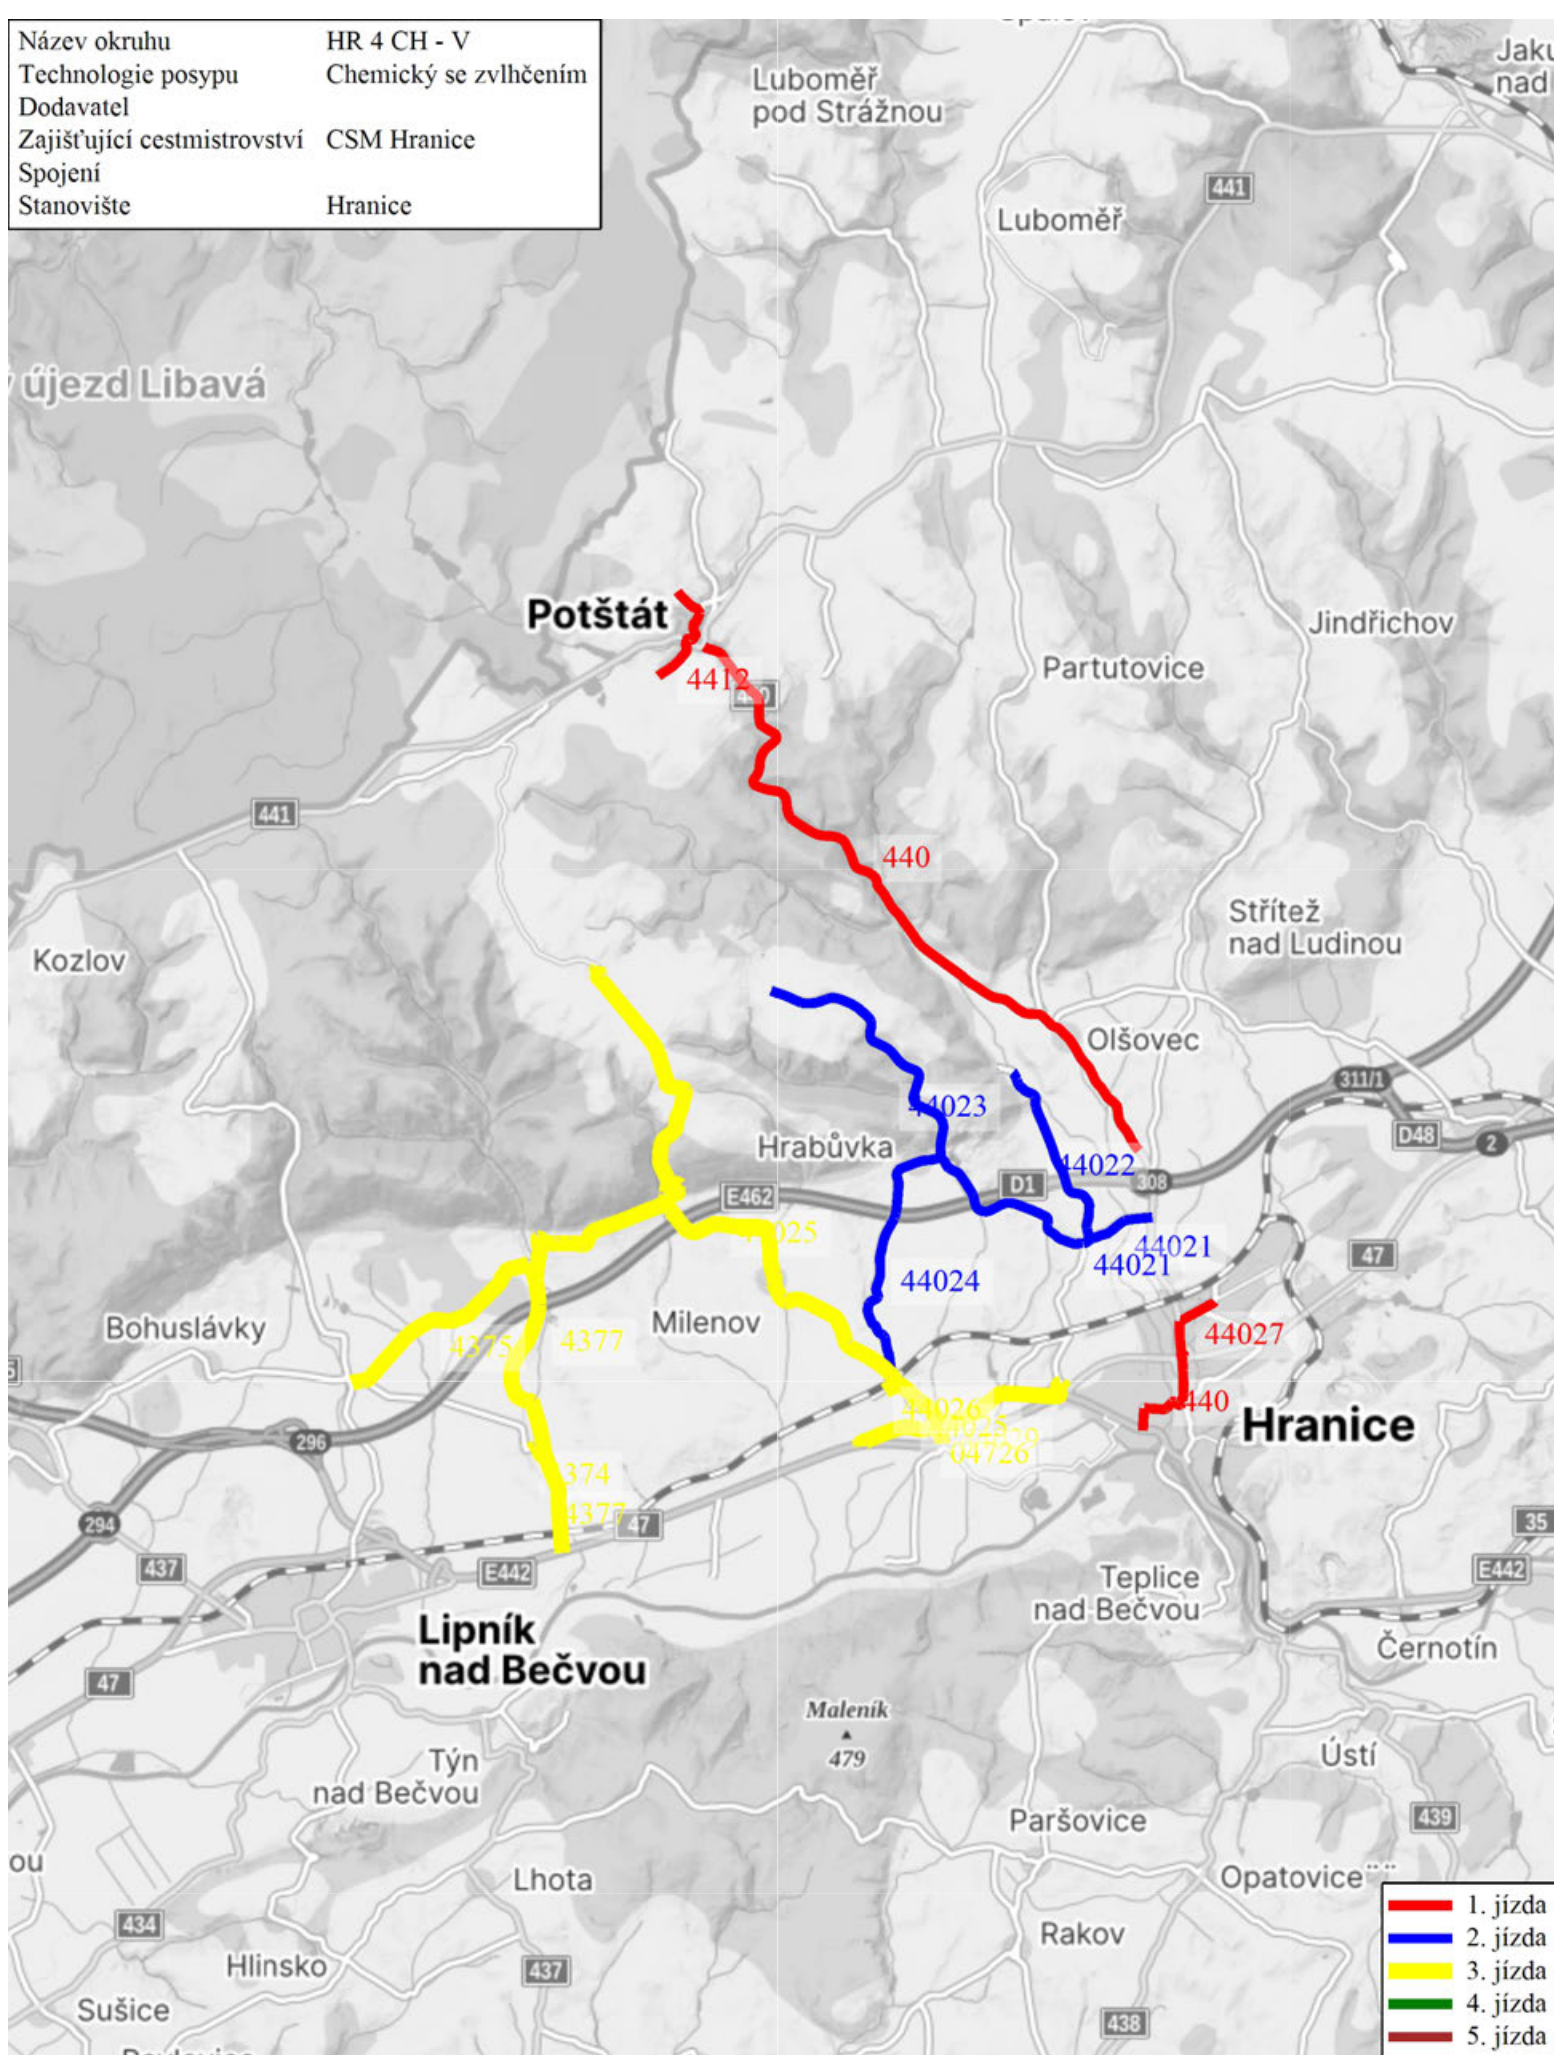 Název okruhu HR 4 CH - V
Technologie posypu Chemický se zvlhčením
Dodavatel
Zajišťující cestmistrovství CSM Hranice
Spojení
Stanoviště Hranice
Luboměř
pod Strážnou
441
Luboměř
újezd Libavá
Potštát
4412
Jindřichov
Partutovice
441
440
Střítež
nad Ludinou
Kozlov
Olšovec
311/1
44023
D48
2
Hrabůvka
44022
D1
308
E462
44021
44021
47
44024
Bohuslávky
Milenov
4375
4377
44027
440
Hranice
44026
296
04726
4377
47
294
437
E442
35
E442
Teplice
nad Bečvou
Lipník
nad Bečvou
Černotín
47
Maleník
479
Ústí
Týn
nad Bečvou
Paršovice
439
Lhota
Opatovice
434
Rakov
Hlinsko
437
Sušice
438
1. jízda
2. jízda
3. jízda
4. jízda
5. jízda